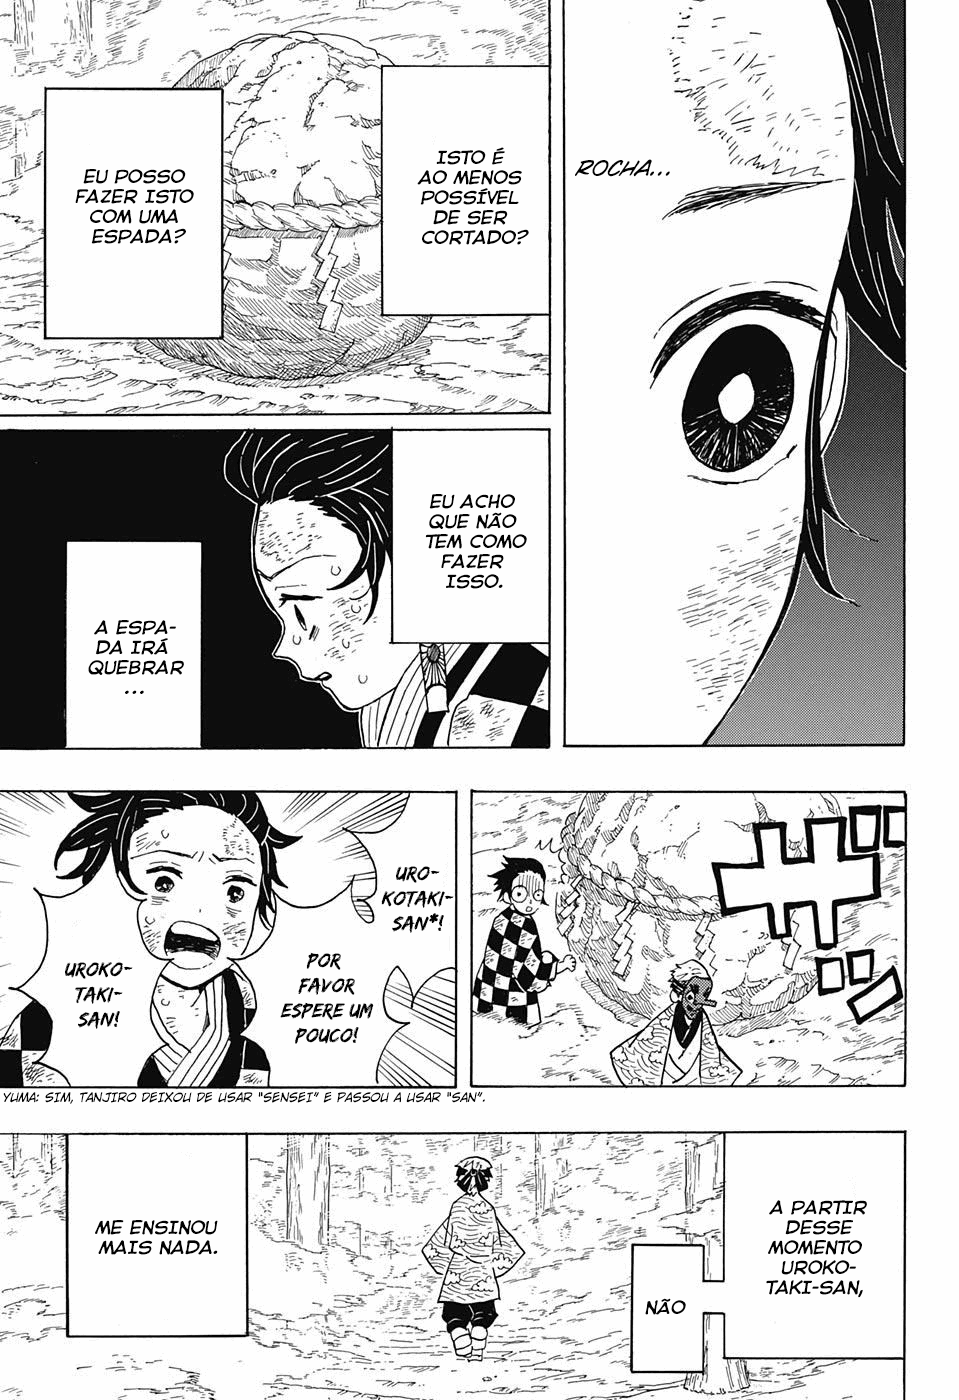 ROCHA...
ISTO É
AO MENOS
POSSÍVEL
DE SER
CORTADO?
EU POSSO
FAZER ISTO
COM UMA
ESPADA?
EU ACHO
QUE NÃO
TEM COMO
FAZER
ISSO.
A ESPA-
DA IRÁ
QUEBRAR
...
ザッ
URO-
KOTAKI-
SAN*!
POR
FAVOR
ESPERE UM
POUCO!
UROKO-
TAKI-
SAN!
YUMA: SIM, TANJIRO DEIXOU DE USAR "SENSEI" E PASSOU A USAR "SAN".
A PARTIR
DESSE
MOMENTO
UROKO-
TAKI-SAN,
NÃO
ME ENSINOU
MAIS NADA.